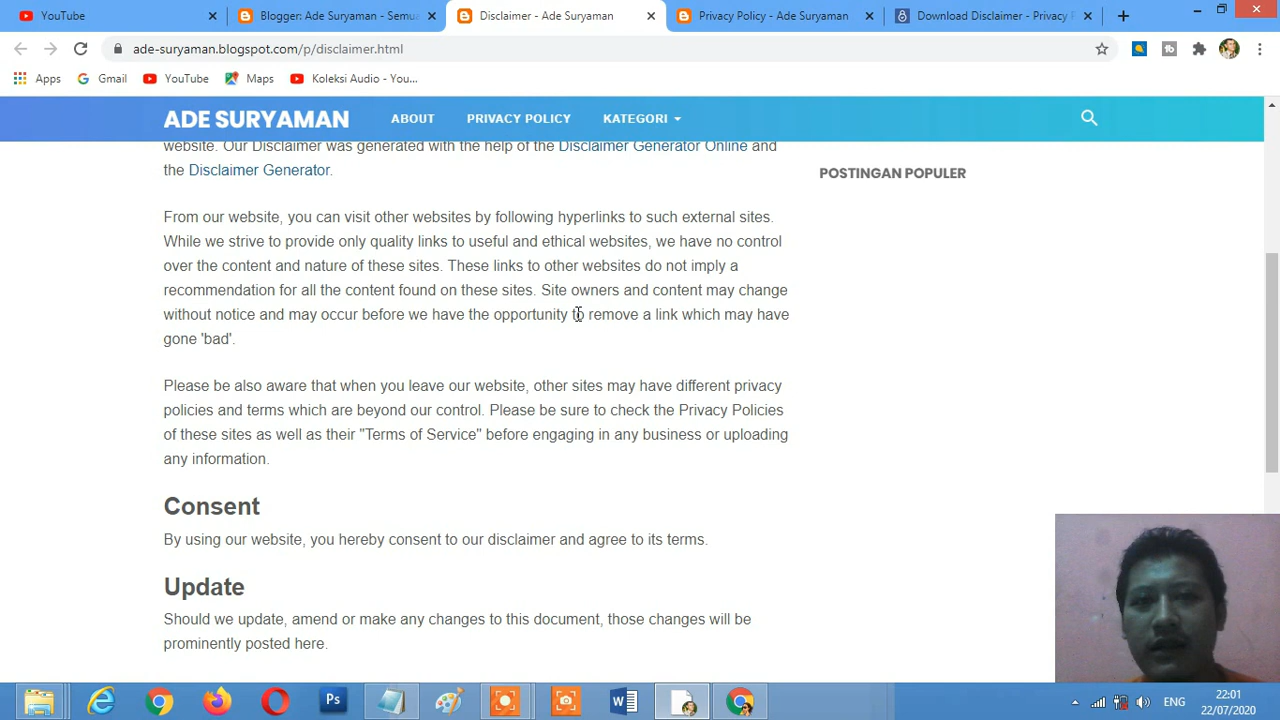 YouTube
Blogger: Ade Suryaman - Semua
Disclaimer - Ade Suryaman
Privacy Policy - Ade Suryaman
Download Disclaimer - Privacy P
ade-suryaman.blogspot.com/p/disclaimer.html
Apps
Gmail
YouTube
Maps
Koleksi Audio - You...
ADE SURYAMAN
ABOUT
PRIVACY POLICY
KATEGORI
website. Our Disclaimer was generated with the help of the Disclaimer Generator Online and
the Disclaimer Generator.
POSTINGAN POPULER
From our website, you can visit other websites by following hyperlinks to such external sites.
While we strive to provide only quality links to useful and ethical websites, we have no control
over the content and nature of these sites. These links to other websites do not imply a
recommendation for all the content found on these sites. Site owners and content may change
without notice and may occur before we have the opportunity to remove a link which may have
gone 'bad'.
Please be also aware that when you leave our website, other sites may have different privacy
policies and terms which are beyond our control. Please be sure to check the Privacy Policies
of these sites as well as their "Terms of Service" before engaging in any business or uploading
any information.
Consent
By using our website, you hereby consent to our disclaimer and agree to its terms.
Update
Should we update, amend or make any changes to this document, those changes will be
prominently posted here.
Ps
ENG
22:01
22/07/2020